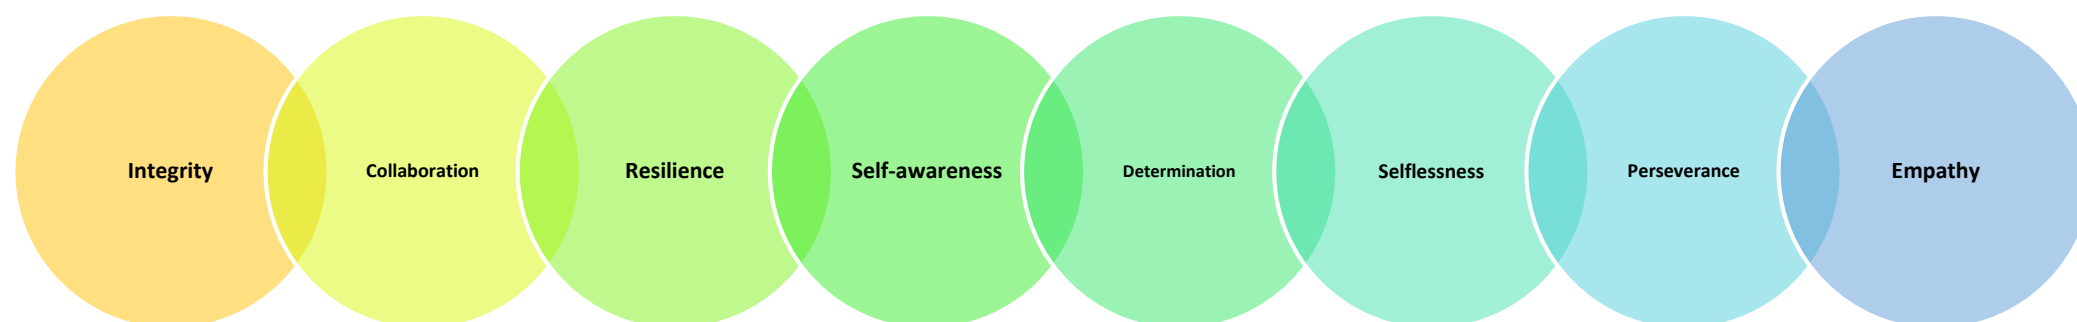 Integrity
Collaboration
Resilience
Self-awareness
Determination
Selflessness
Perseverance
Empathy